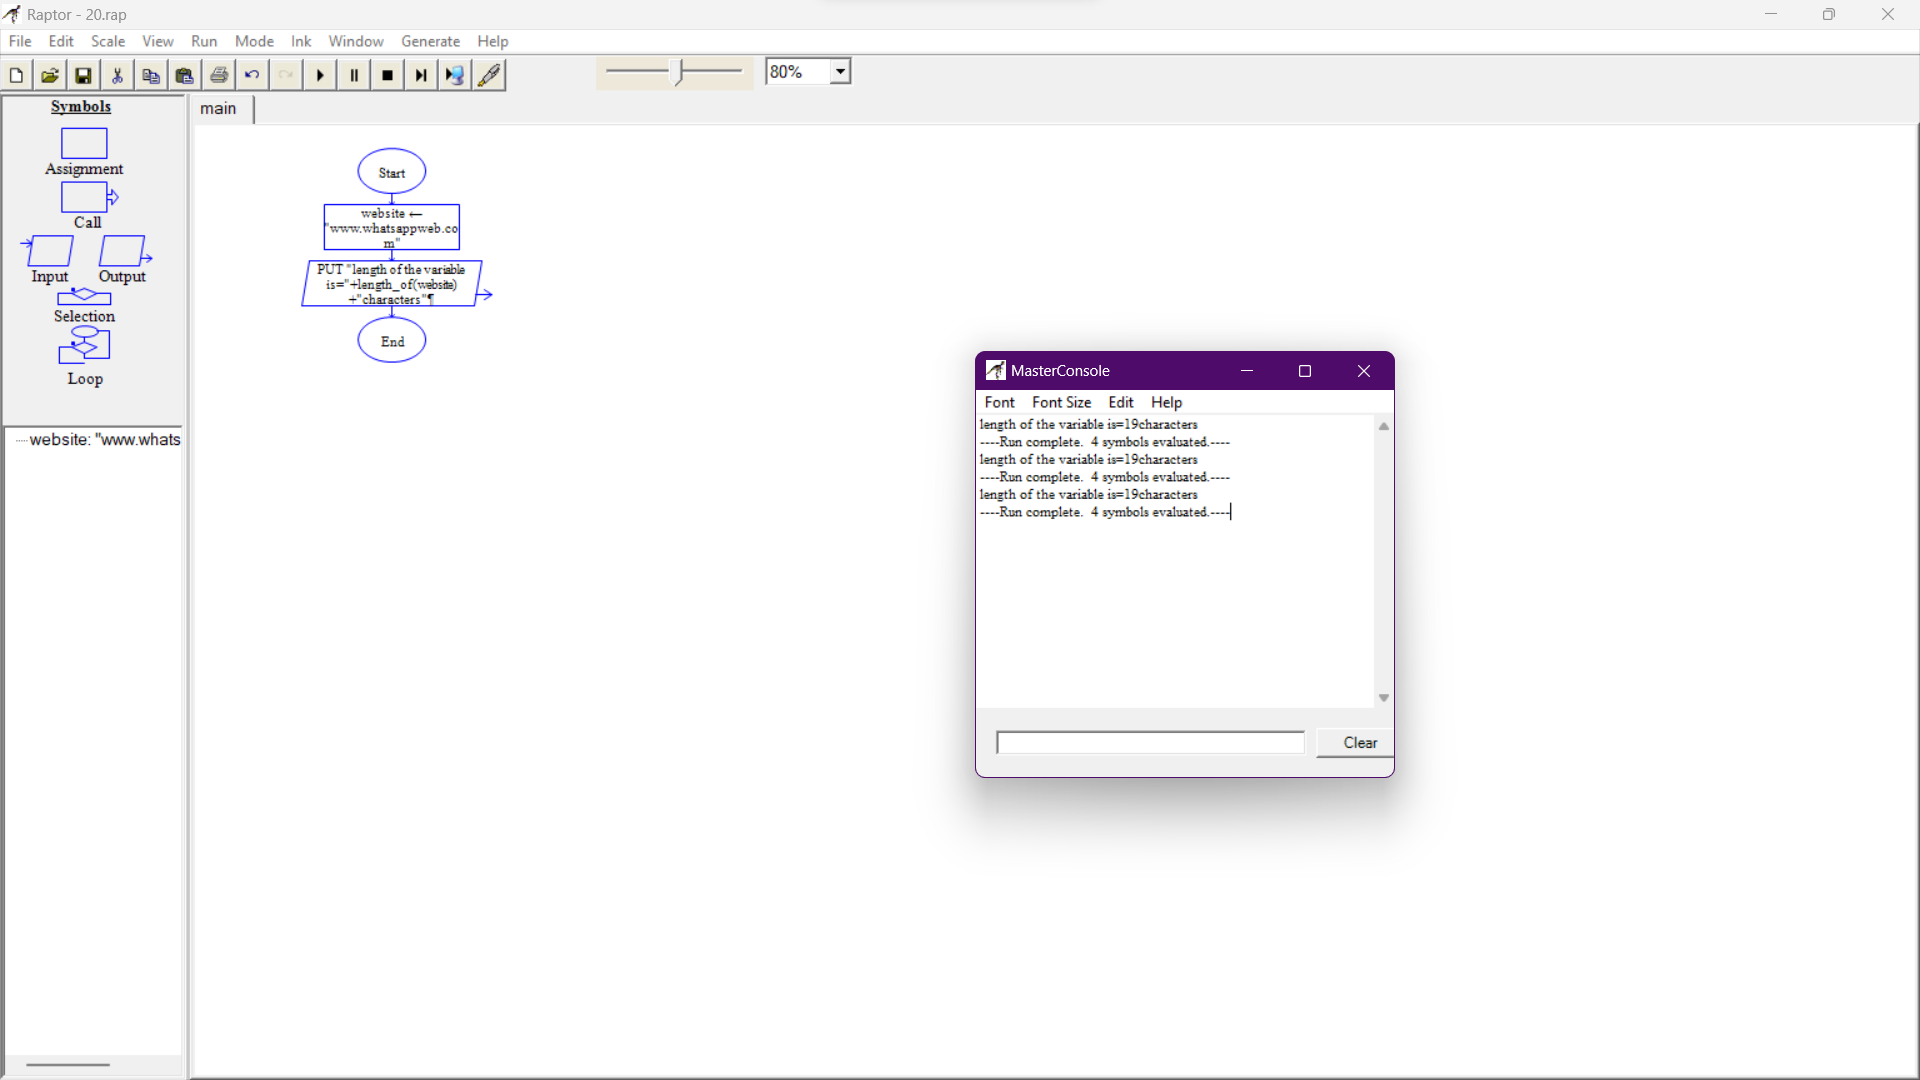 Raptor - 20.rap
File Edit Scale View Run Mode Ink Window Generate Help
80%
Symbols
Assignment
Call
Input Output
Selection
Loop
website: "www.whats
main
Start
website ←
"www.whatsappweb.co
m"
PUT "length of the variable
is="+length_of(website)
+"characters"¶
End
MasterConsole
Font Font Size Edit Help
length of the variable is=19characters
----Run complete. 4 symbols evaluated.----
length of the variable is=19characters
----Run complete. 4 symbols evaluated.----
length of the variable is=19characters
----Run complete. 4 symbols evaluated.----
Clear